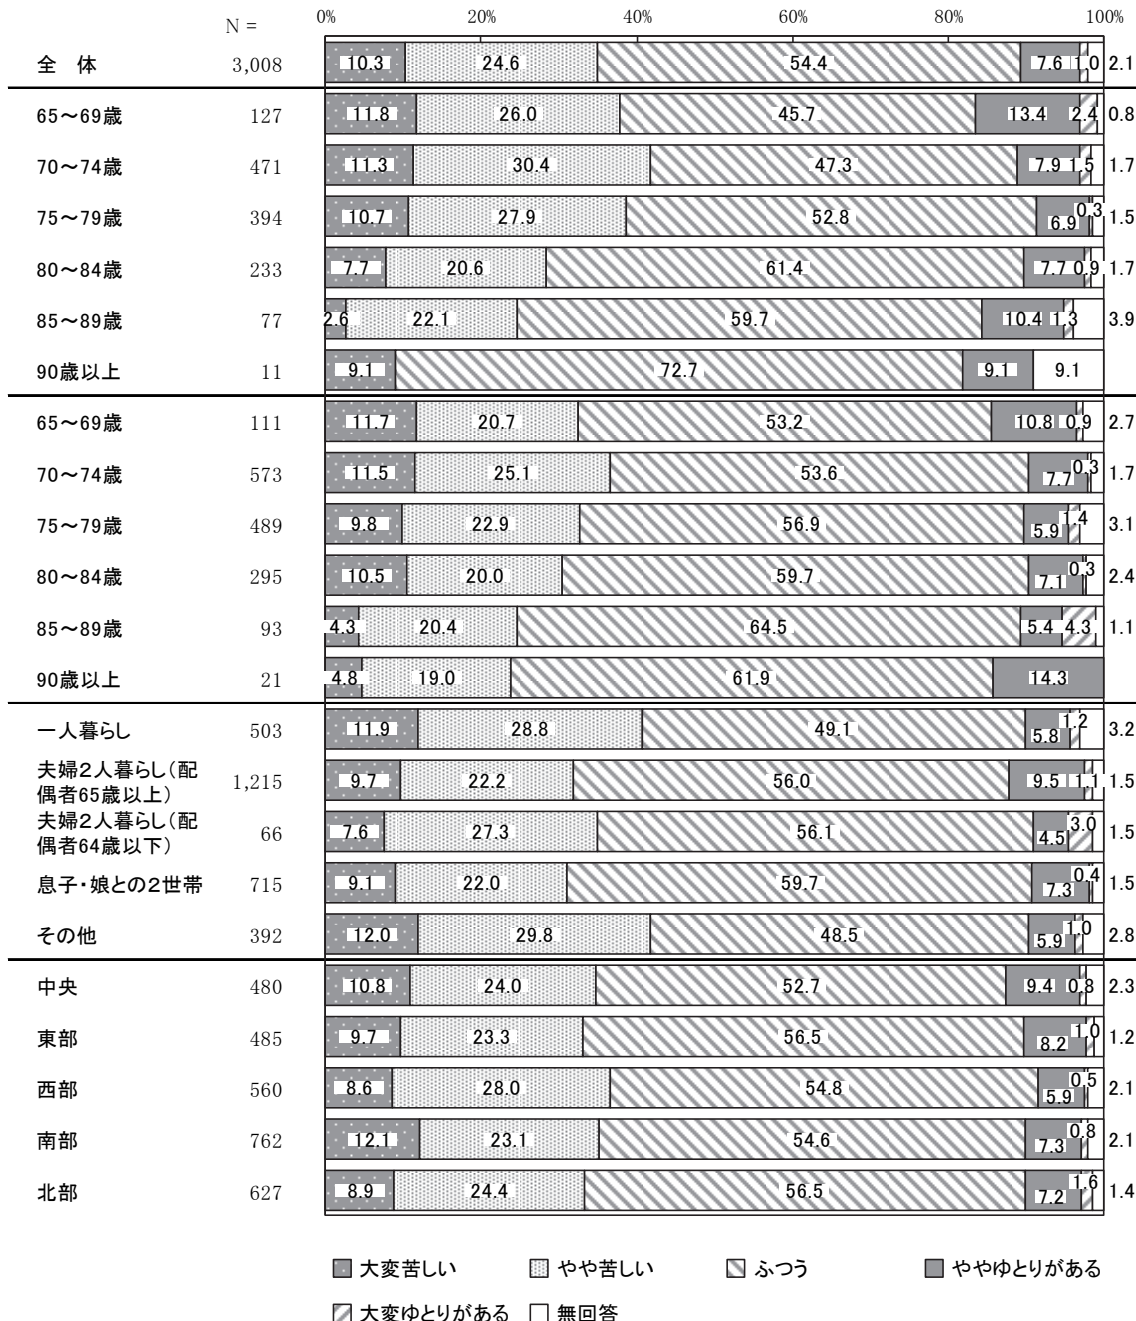 N =
0% 20% 40% 60% 80% 100%
全 体 3,008 10.3 24.6 54.4 7.6 1.0 2.1
65～69歳 127 11.8 26.0 45.7 13.4 2.4 0.8
70～74歳 471 11.3 30.4 47.3 7.9 1.5 1.7
75～79歳 394 10.7 27.9 52.8 6.9 0.3 1.5
80～84歳 233 7.7 20.6 61.4 7.7 0.9 1.7
85～89歳 77 2.6 22.1 59.7 10.4 1.3 3.9
90歳以上 11 9.1 72.7 9.1 9.1
65～69歳 111 11.7 20.7 53.2 10.8 0.9 2.7
70～74歳 573 11.5 25.1 53.6 7.7 0.3 1.7
75～79歳 489 9.8 22.9 56.9 5.9 1.4 3.1
80～84歳 295 10.5 20.0 59.7 7.1 0.3 2.4
85～89歳 93 4.3 20.4 64.5 5.4 4.3 1.1
90歳以上 21 4.8 19.0 61.9 14.3
一人暮らし 503 11.9 28.8 49.1 5.8 1.2 3.2
夫婦２人暮らし（配
偶者65歳以上） 1,215 9.7 22.2 56.0 9.5 1.1 1.5
夫婦２人暮らし（配
偶者64歳以下） 66 7.6 27.3 56.1 4.5 3.0 1.5
息子・娘との２世帯 715 9.1 22.0 59.7 7.3 0.4 1.5
その他 392 12.0 29.8 48.5 5.9 1.0 2.8
中央 480 10.8 24.0 52.7 9.4 0.8 2.3
東部 485 9.7 23.3 56.5 8.2 1.0 1.2
西部 560 8.6 28.0 54.8 5.9 0.5 2.1
南部 762 12.1 23.1 54.6 7.3 0.8 2.1
北部 627 8.9 24.4 56.5 7.2 1.6 1.4
大変苦しい やや苦しい ふつう ややゆとりがある
大変ゆとりがある 無回答